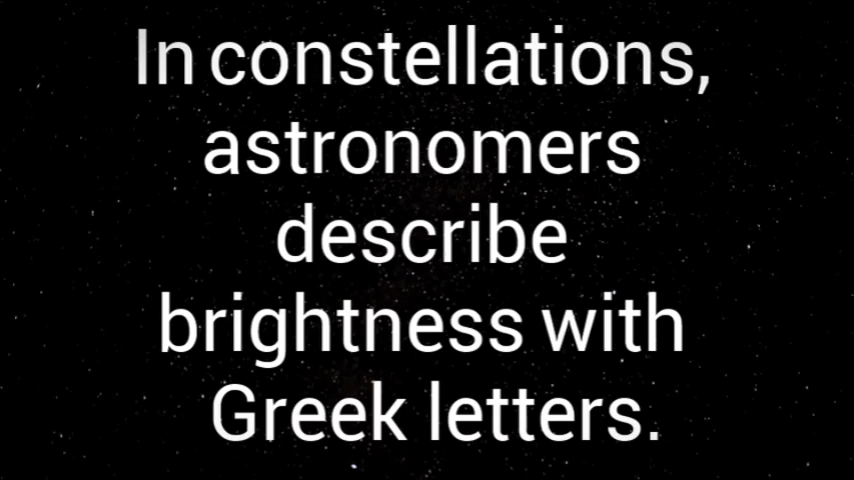 In constellations,
astronomers
describe
brightness with
Greek letters.